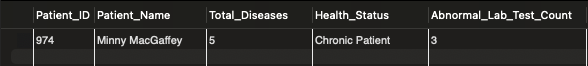 Patient_ID Patient_Name Total_Diseases Health_Status Abnormal_Lab_Test_Count
974 Minny MacGaffey 5 Chronic Patient 3